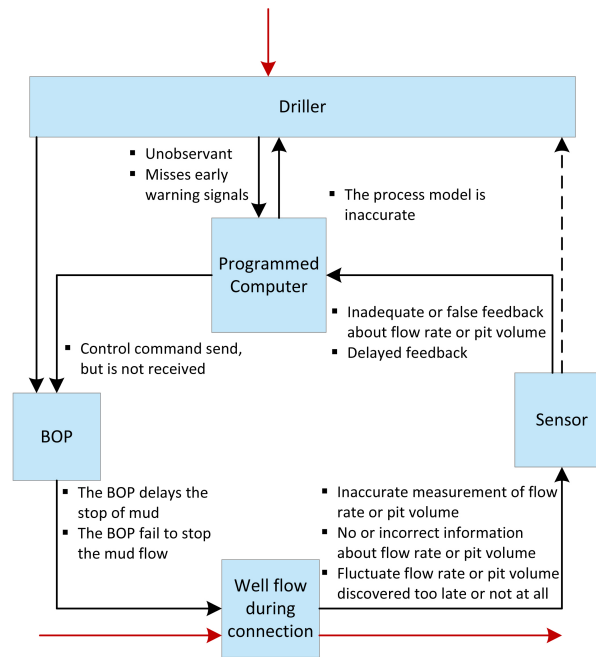 Driller
▪ Unobservant
▪ Misses early
warning signals
▪ The process model is
inaccurate
Programmed
Computer
▪ Inadequate or false feedback
about flow rate or pit volume
▪ Delayed feedback
▪ Control command send,
but is not received
BOP
Sensor
▪ The BOP delays the
stop of mud
▪ The BOP fail to stop
the mud flow
▪ Inaccurate measurement of flow
rate or pit volume
▪ No or incorrect information
about flow rate or pit volume
▪ Fluctuate flow rate or pit volume
discovered too late or not at all
Well flow
during
connection